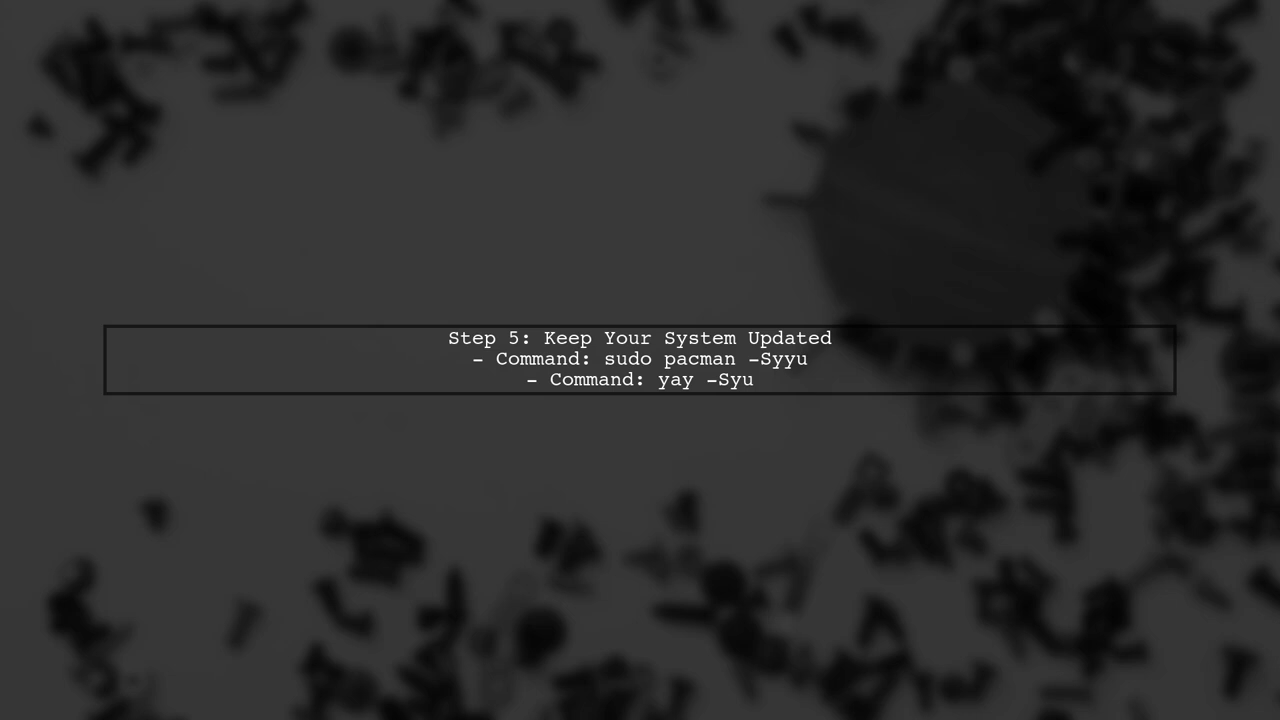 Step 5: Keep Your System Updated
- Command: sudo pacman -Syyu
- Command: yay -Syu